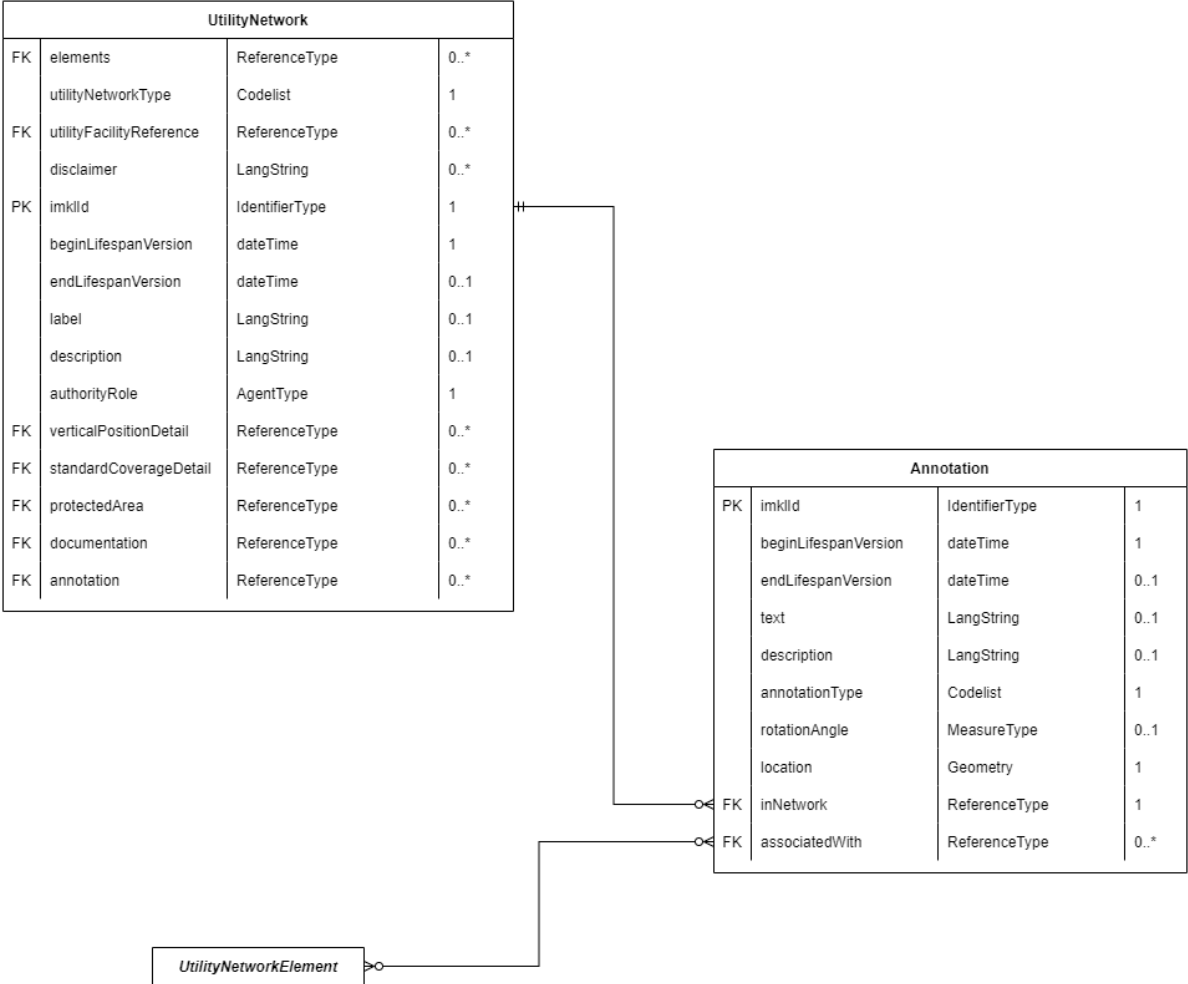 UtilityNetwork
FK elements ReferenceType 0..*
utilityNetworkType Codelist 1
FK utilityFacilityReference ReferenceType 0..*
disclaimer LangString 0..*
PK imklId IdentifierType 1
beginLifespanVersion dateTime 1
endLifespanVersion dateTime 0..1
label LangString 0..1
description LangString 0..1
authorityRole AgentType 1
FK verticalPositionDetail ReferenceType 0..*
FK standardCoverageDetail ReferenceType 0..*
FK protectedArea ReferenceType 0..*
FK documentation ReferenceType 0..*
FK annotation ReferenceType 0..*
Annotation
PK imklId IdentifierType 1
beginLifespanVersion dateTime 1
endLifespanVersion dateTime 0..1
text LangString 0..1
description LangString 0..1
annotationType Codelist 1
rotationAngle MeasureType 0..1
location Geometry 1
FK inNetwork ReferenceType 1
FK associatedWith ReferenceType 0..*
UtilityNetworkElement